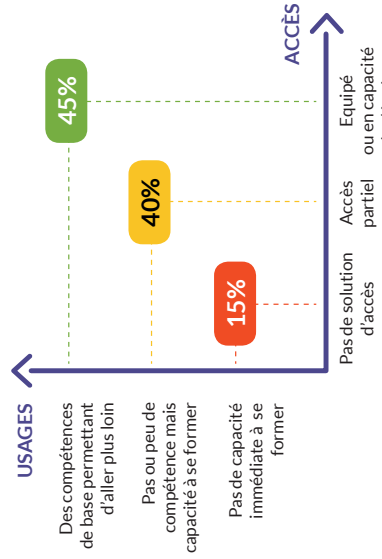 USAGES
Des compétences
de base permettant
d'aller plus loin
Pas ou peu de
compétence mais
capacité à se former
Pas de capacité
immédiate à se
former
45%
40%
15%
ACCÈS
Pas de solution
d'accès
Accès
partiel
Equipé
ou en capacité